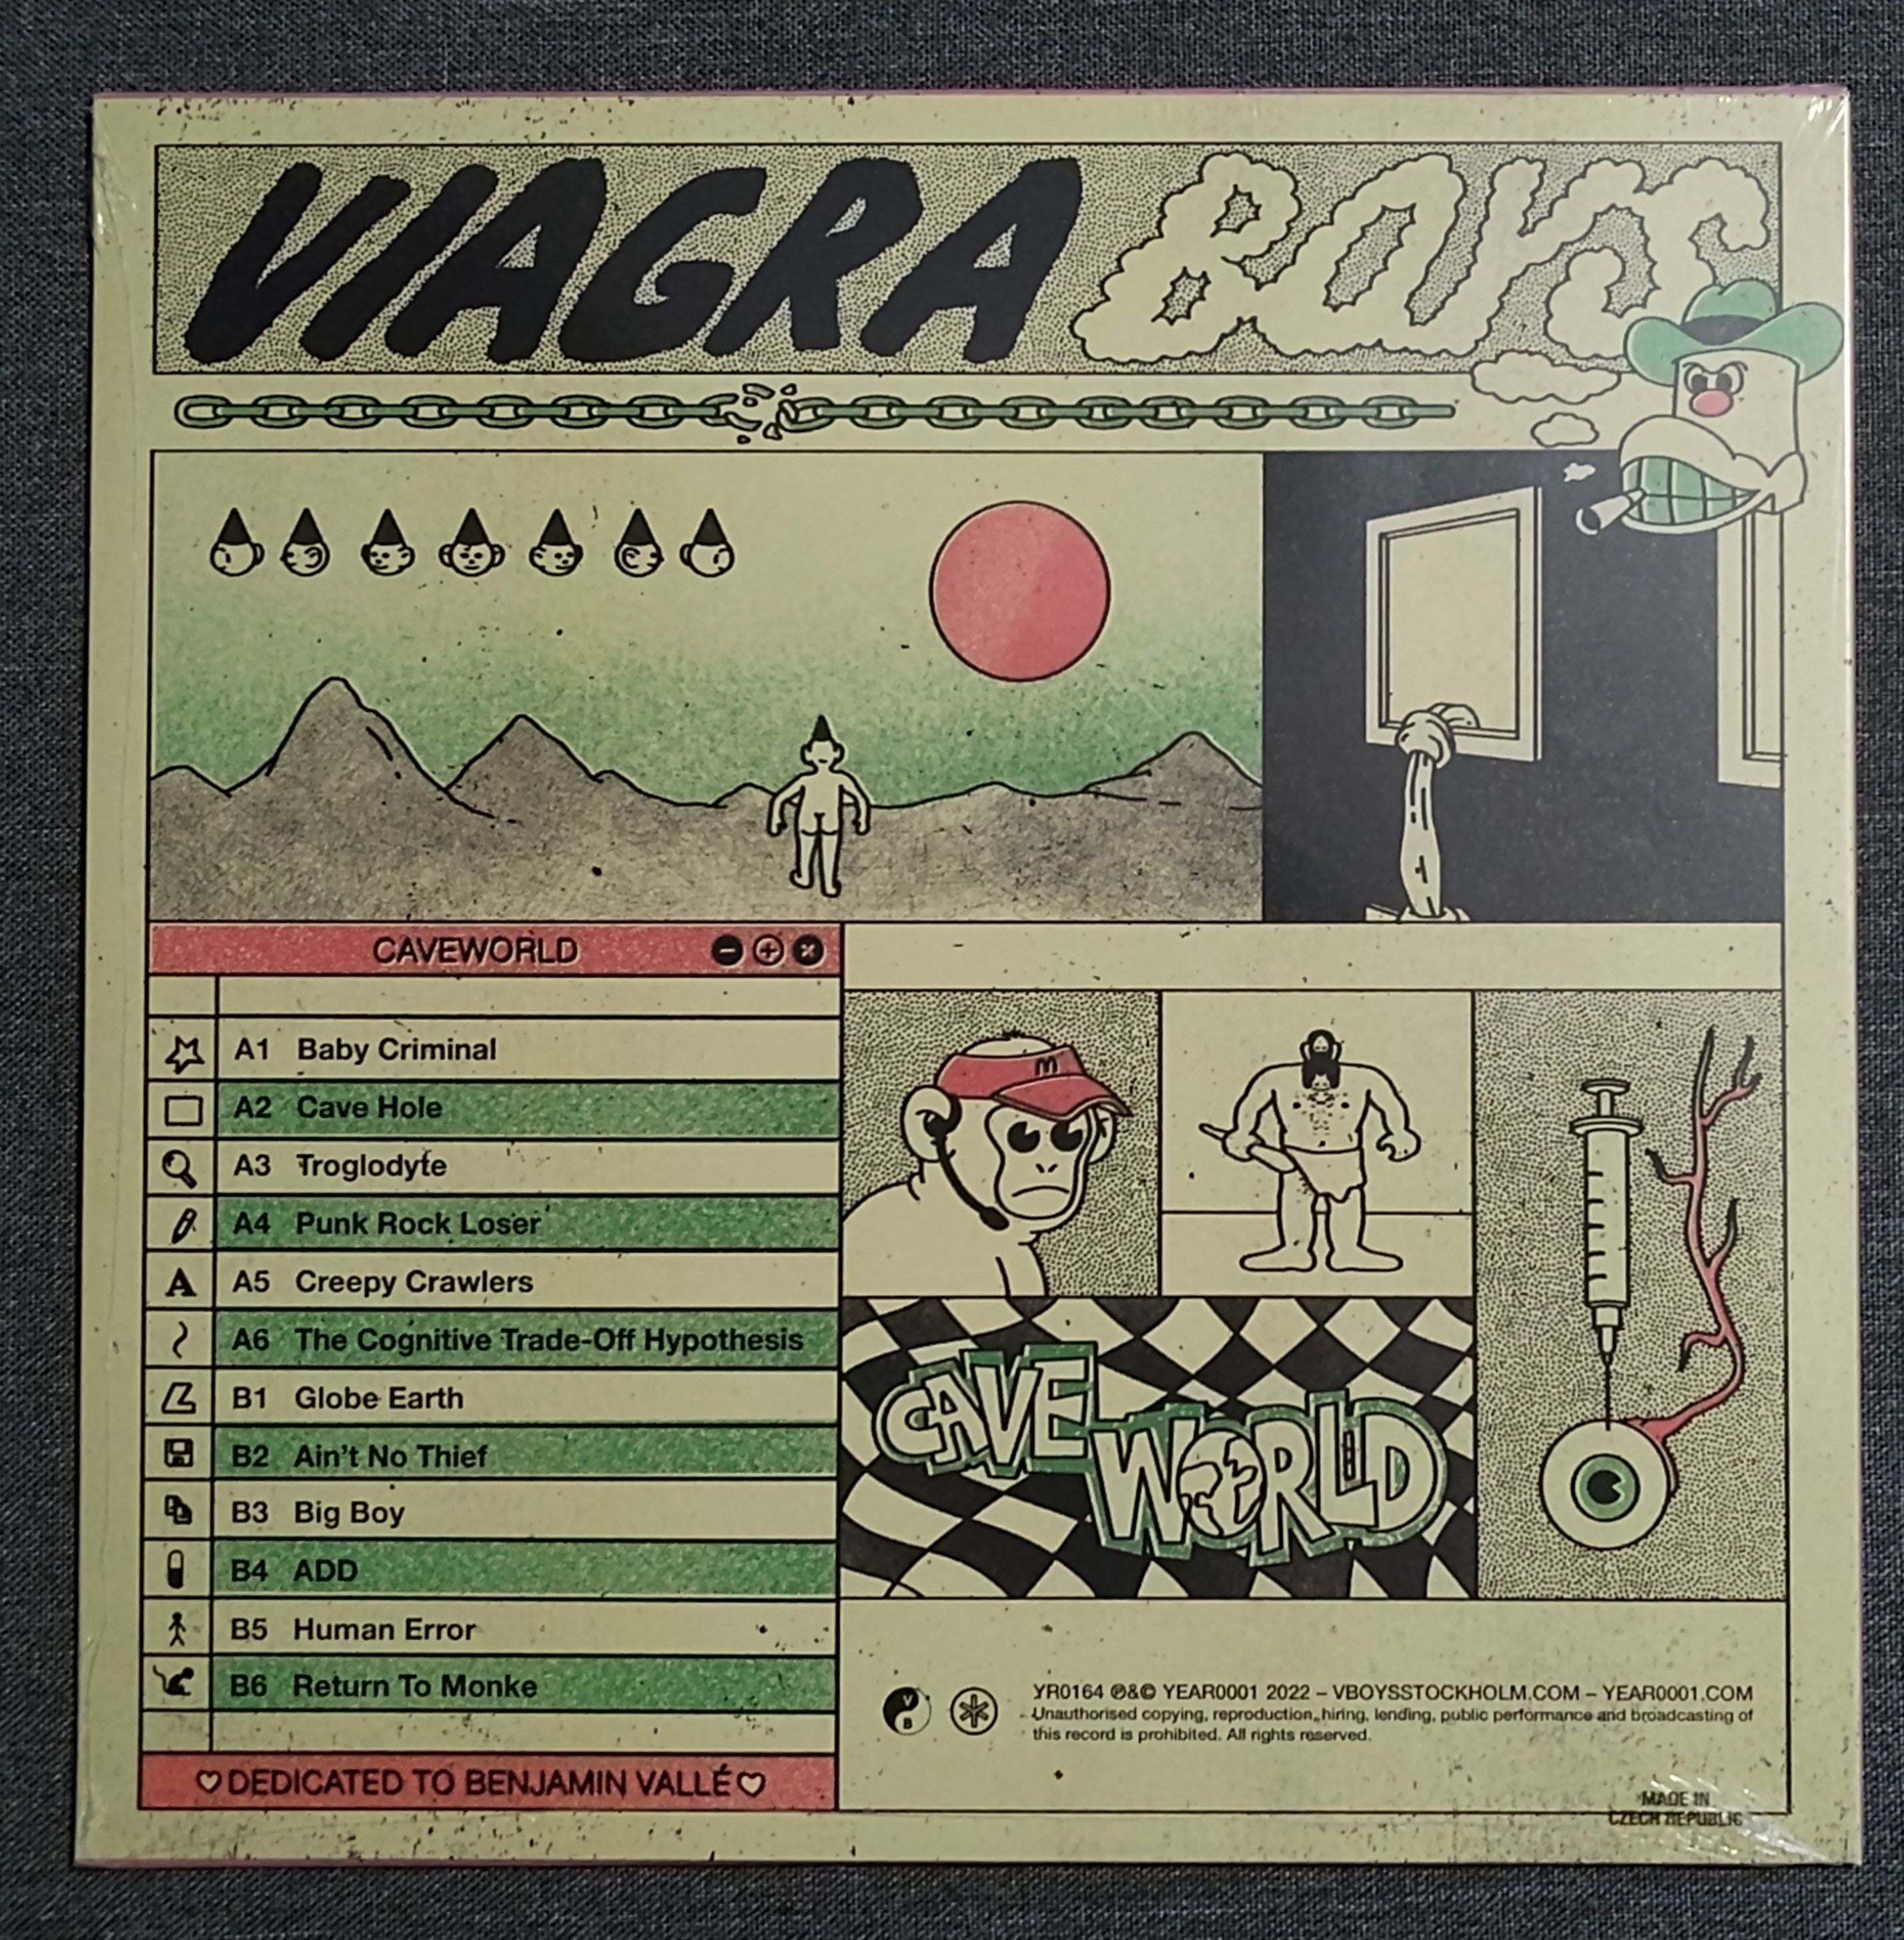 VIAGRA BOYS
CAVEWORLD
A1 Baby Criminal
A2 Cave Hole
A3 Troglodyte
A4 Punk Rock Loser
A A5 Creepy Crawlers
A6 The Cognitive Trade-Off Hypothesis
B1 Globe Earth
B2 Ain't No Thief
B3 Big Boy
B4 ADD
B5 Human Error
B6 Return To Monke
♡ DEDICATED TO BENJAMIN VALLÉ ♡
m
CAVE
WORLD
V
B
YR0164 ℗&© YEAR0001 2022 – VBOYSSTOCKHOLM.COM – YEAR0001.COM
Unauthorised copying, reproduction, hiring, lending, public performance and broadcasting of
this record is prohibited. All rights reserved.
MADE IN
CZECH REPUBLIC